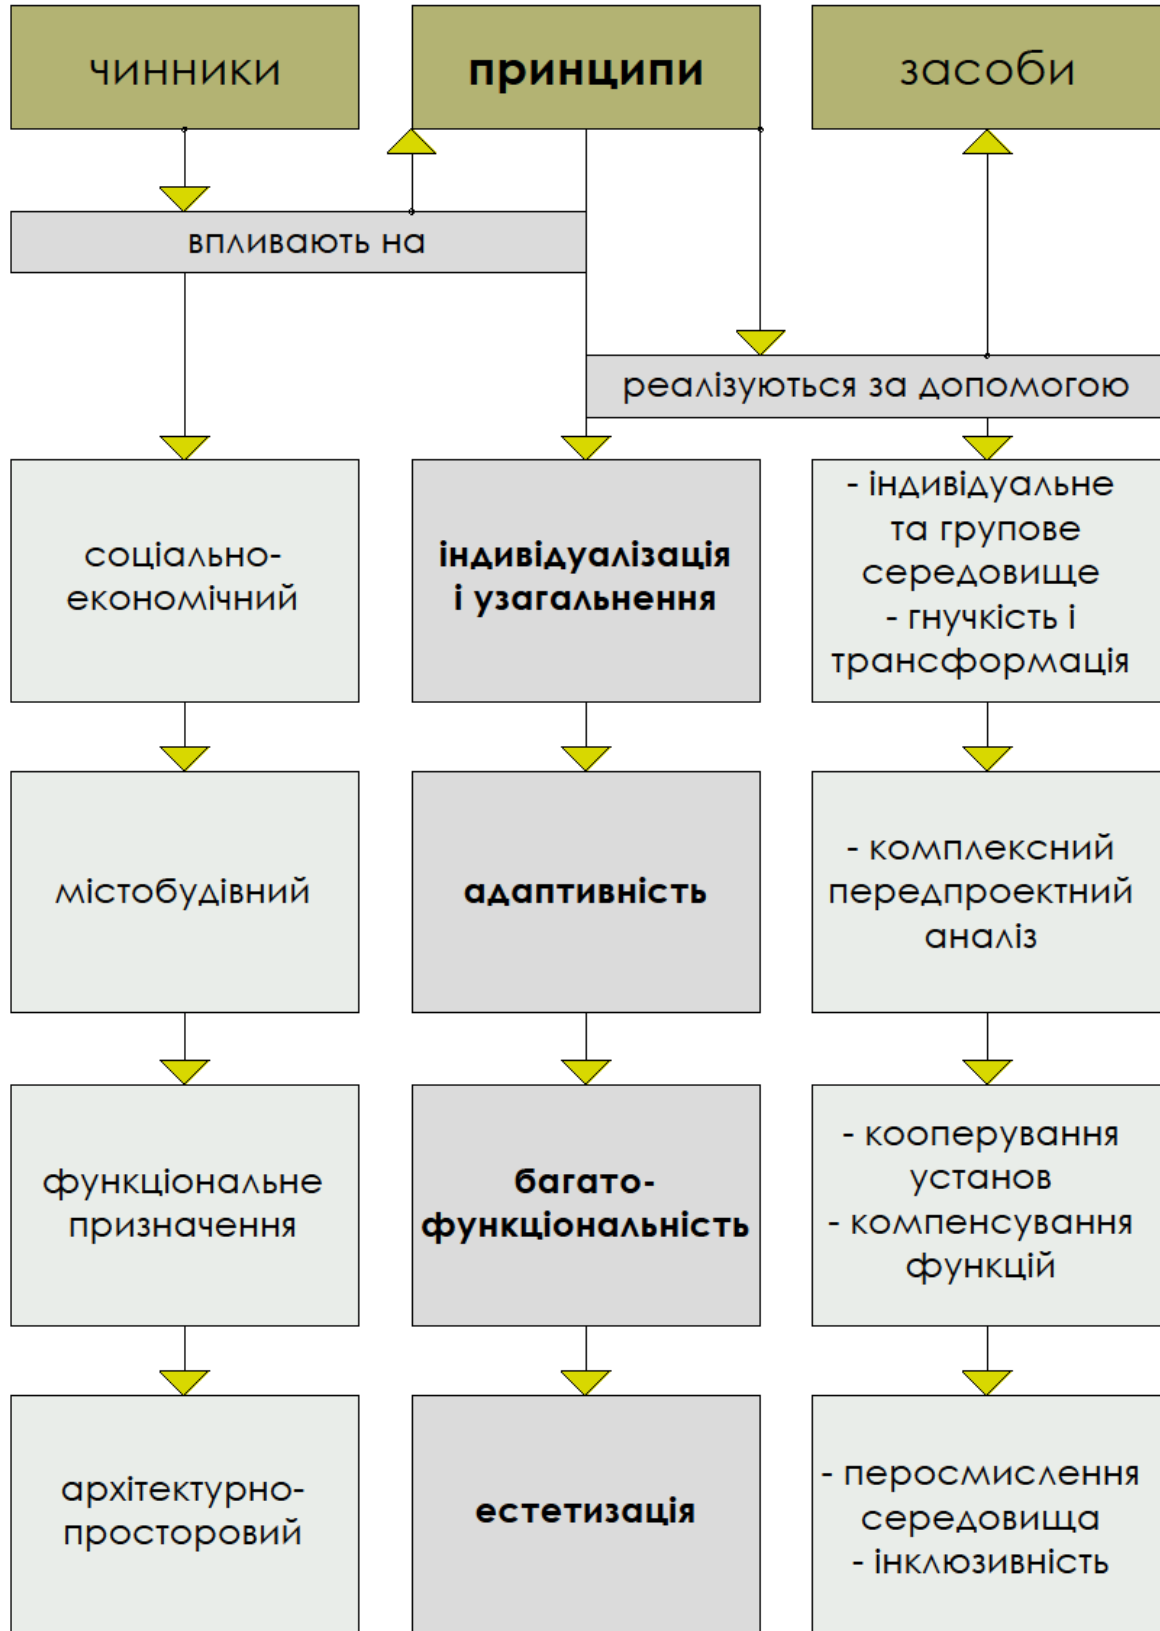 чинники
принципи
засоби
впливають на
реалізуються за допомогою
соціально-
економічний
індивідуалізація
і узагальнення
- індивідуальне
та групове
середовище
- гнучкість і
трансформація
містобудівний
адаптивність
- комплексний
передпроектний
аналіз
функціональне
призначення
багато-
функціональність
- кооперування
установ
- компенсування
функцій
архітектурно-
просторовий
естетизація
- перосмислення
середовища
- інклюзивність